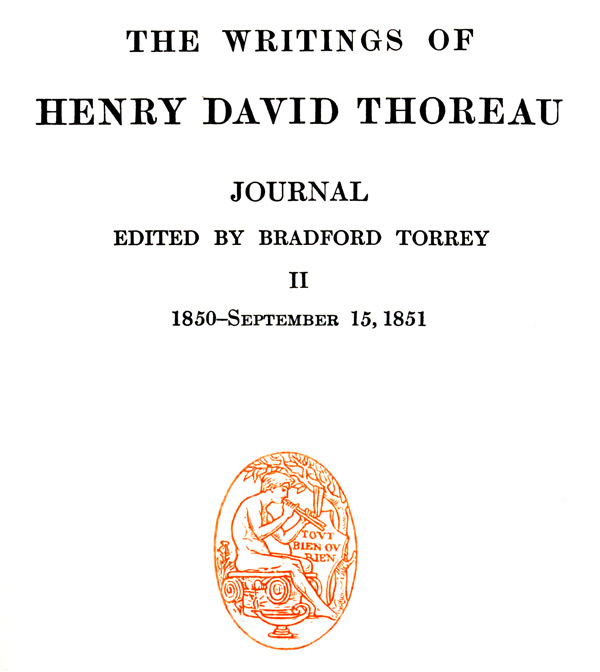 THE WRITINGS OF
HENRY DAVID THOREAU
JOURNAL
EDITED BY BRADFORD TORREY
II
1850–SEPTEMBER 15, 1851
TOVT
BIEN OV
RIEN